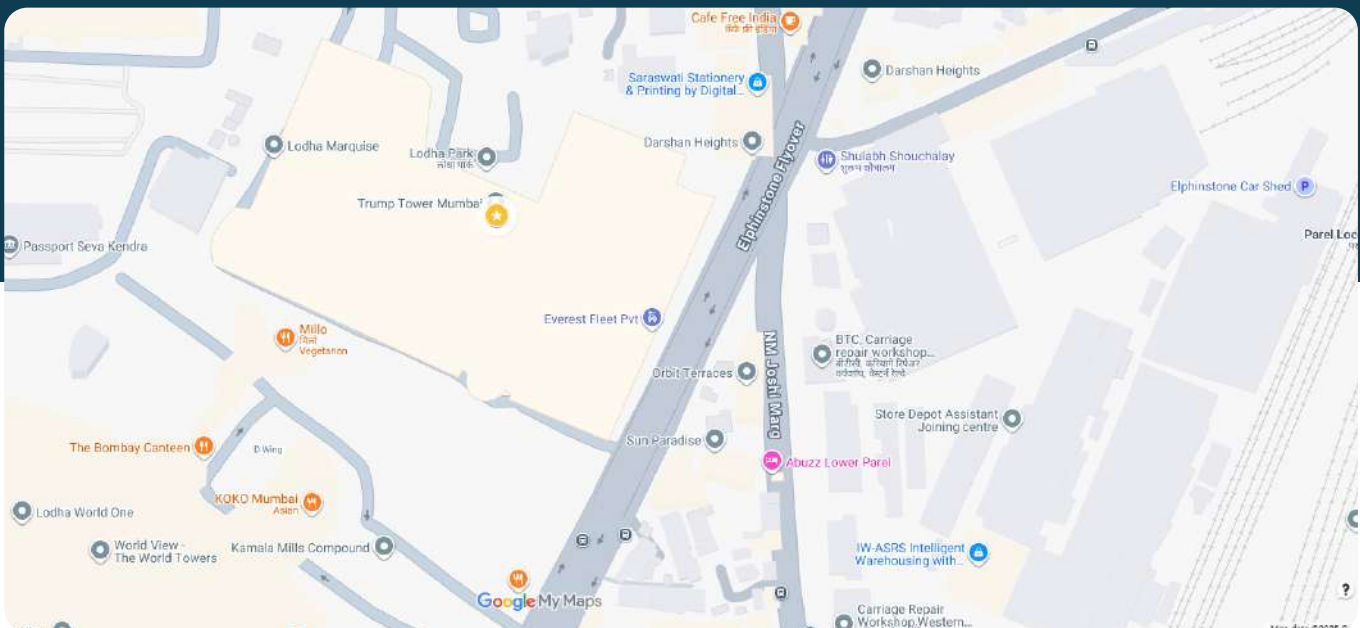 Cafe Free India
Saraswati Stationery
& Printing by Digital...
Darshan Heights
Darshan Heights
Elphinstone Flyover
Shulabh Shouchalay
Lodha Marquise
Lodha Park
लोढा पार्क
Trump Tower Mumbai
Elphinstone Car Shed
P
Parel Loc
Passport Seva Kendra
Everest Fleet Pvt
Millo
Vegetarian
NM Joshi Marg
BTC, Carriage
repair workshop...
Orbit Terraces
Store Depot Assistant
Joining centre
Sun Paradise
The Bombay Canteen
D Wing
Abuzz Lower Parel
KOKO Mumbai
Asian
Lodha World One
World View -
The World Towers
Kamala Mills Compound
IW-ASRS Intelligent
Warehousing with...
Google My Maps
?
Carriage Repair
Workshop,Western...